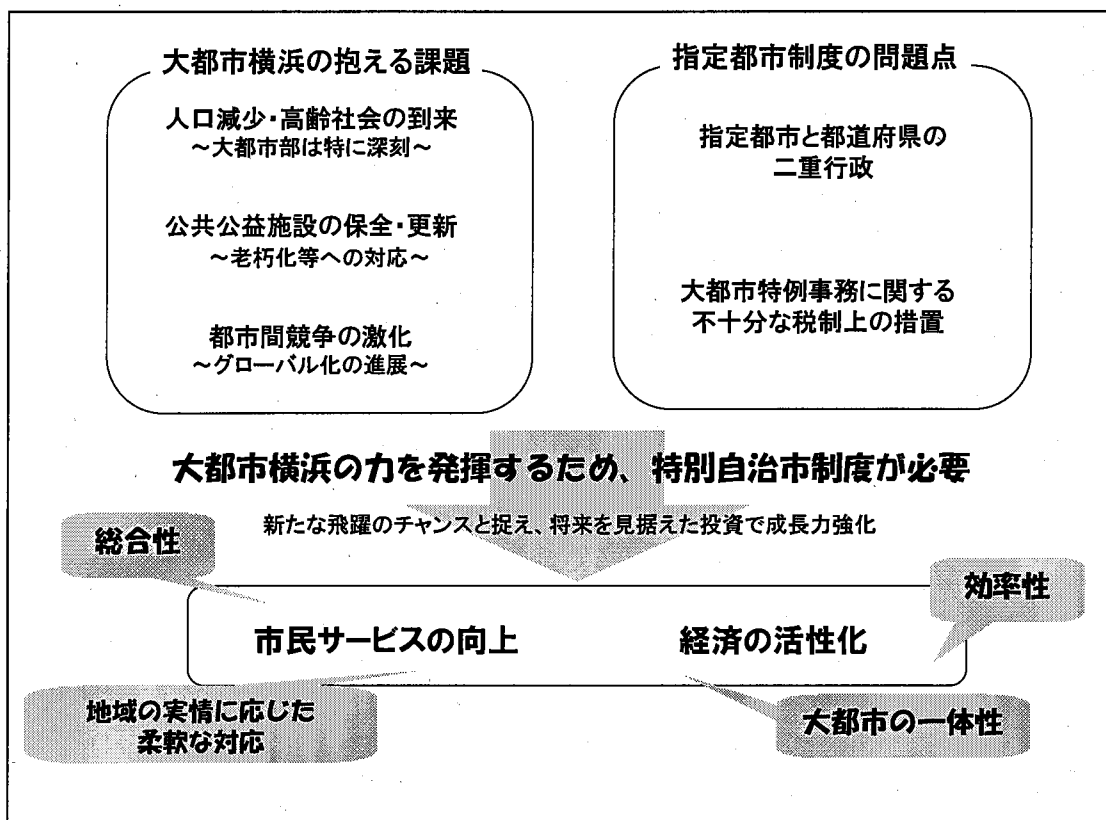 大都市横浜の抱える課題
人口減少・高齢社会の到来
～大都市部は特に深刻～
公共公益施設の保全・更新
～老朽化等への対応～
都市間競争の激化
～グローバル化の進展～
指定都市制度の問題点
指定都市と都道府県の
二重行政
大都市特例事務に関する
不十分な税制上の措置
大都市横浜の力を発揮するため、特別自治市制度が必要
新たな飛躍のチャンスと捉え、将来を見据えた投資で成長力強化
総合性
効率性
市民サービスの向上
経済の活性化
地域の実情に応じた
柔軟な対応
大都市の一体性